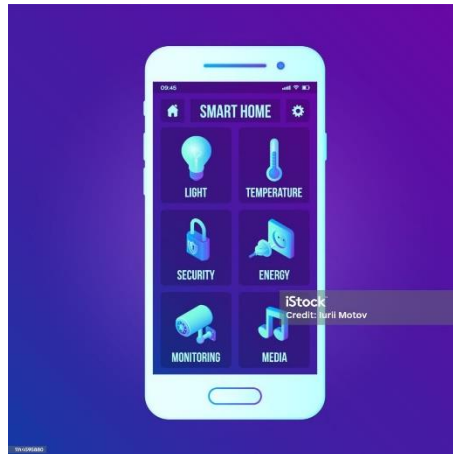 09:45
SMART HOME
LIGHT
TEMPERATURE
SECURITY
ENERGY
iStock
Credit: Iurii Motov
MONITORING
MEDIA